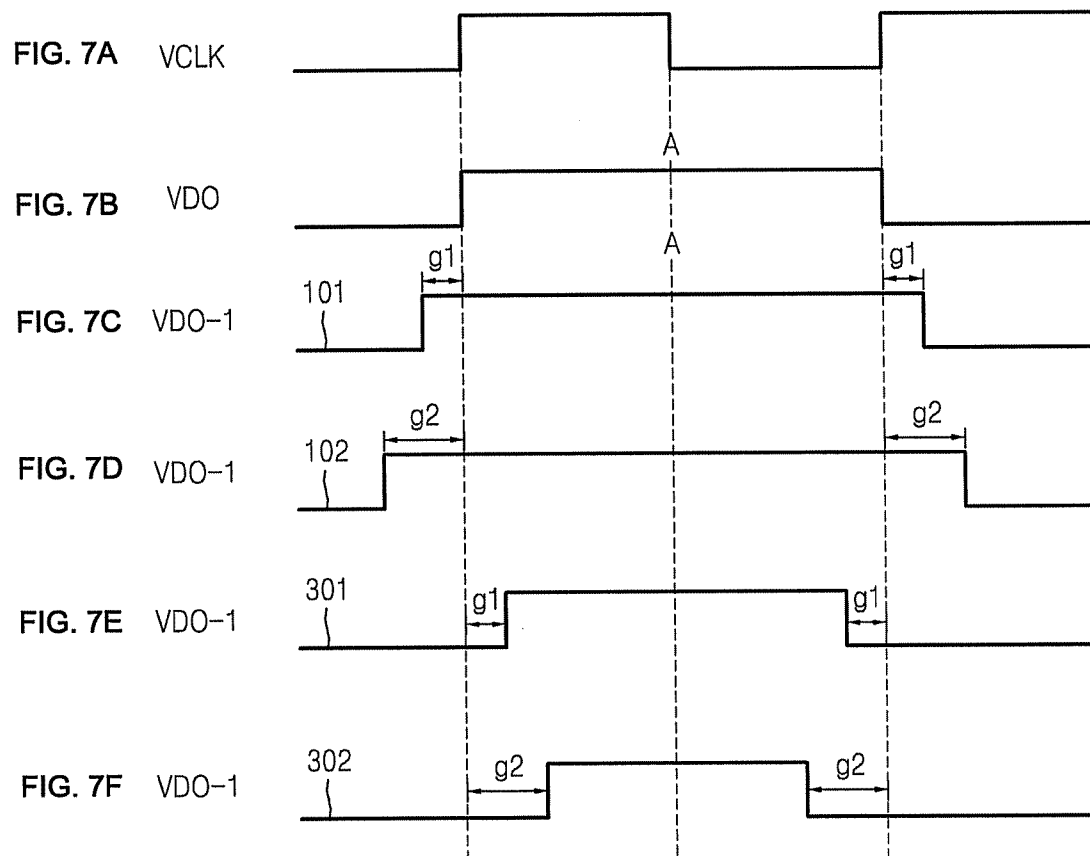 FIG. 7A VCLK
A
FIG. 7B VDO
A
g1 g1
101
FIG. 7C VDO-1
g2 g2
102
FIG. 7D VDO-1
301 g1 g1
FIG. 7E VDO-1
302 g2 g2
FIG. 7F VDO-1